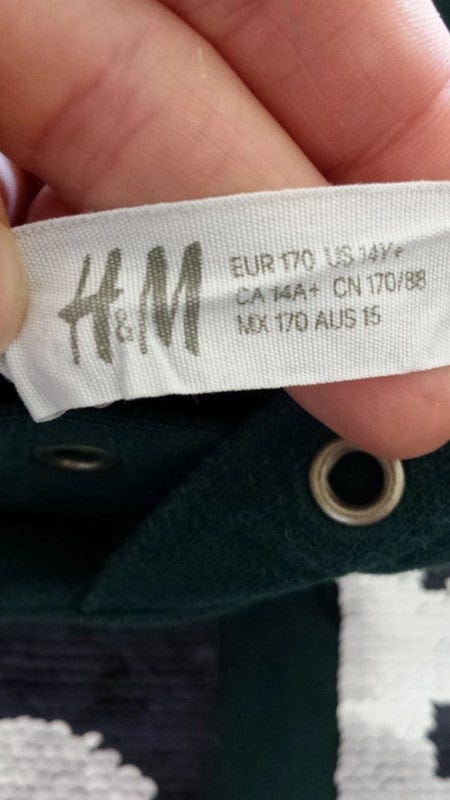 H&M
EUR 170 US 14Y+
CA 14A+ CN 170/88
MX 170 AUS 15